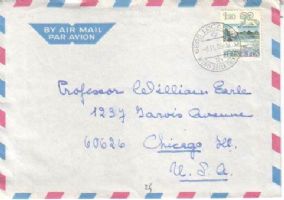 BY AIR MAIL
PAR AVION
Professor William Earle
1237 Jarvis Avenue
60626 Chicago Ill.
U. S. A